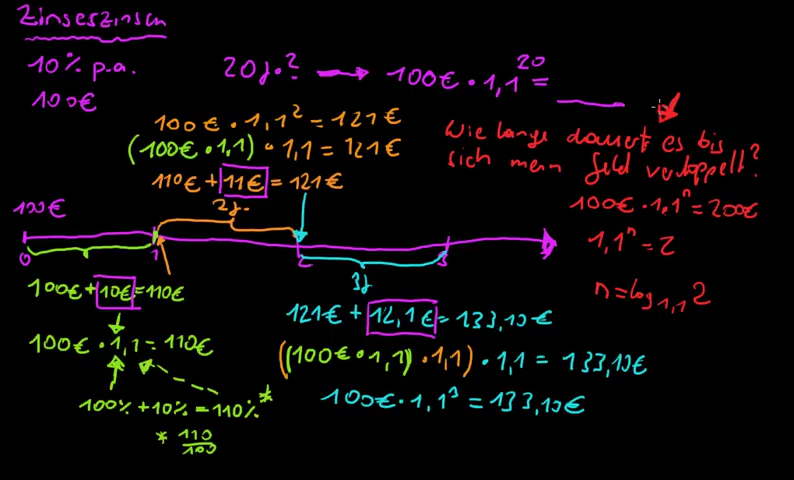 Zinseszinsen
10% p.a.
100€
20J.? → 100€ · 1,1²⁰ = ____
100€ · 1,1² = 121€
(100€ · 1,1) · 1,1 = 121€
110€ + 11€ = 121€
Wie lange dauert es bis
sich mein Geld verdoppelt?
100€ · 1,1ⁿ = 200€
1,1ⁿ = 2
n = log₁,₁ 2
100€
2J.
0 1 2 3
3J
100€ + 10€ = 110€
100€ · 1,1 = 110€
100% + 10% = 110% *
* 110/100
121€ + 12,1€ = 133,10€
((100€ · 1,1) · 1,1) · 1,1 = 133,10€
100€ · 1,1³ = 133,10€